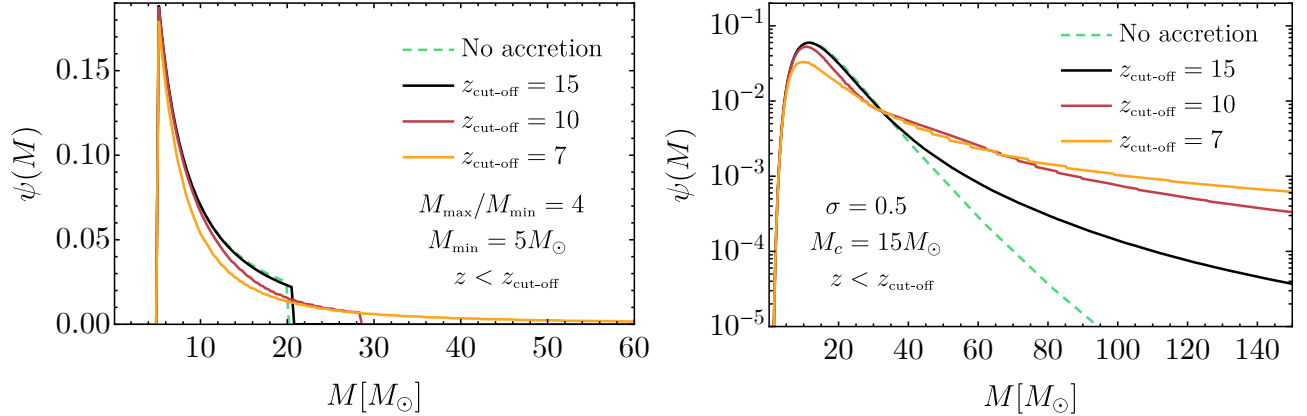 ψ(M)
0.15
0.10
0.05
0.00
No accretion
z_cut-off = 15
z_cut-off = 10
z_cut-off = 7
M_max/M_min = 4
M_min = 5M_⊙
z < z_cut-off
10 20 30 40 50 60
M[M_⊙]
ψ(M)
10^-1
10^-2
10^-3
10^-4
10^-5
No accretion
z_cut-off = 15
z_cut-off = 10
z_cut-off = 7
σ = 0.5
M_c = 15M_⊙
z < z_cut-off
20 40 60 80 100 120 140
M[M_⊙]